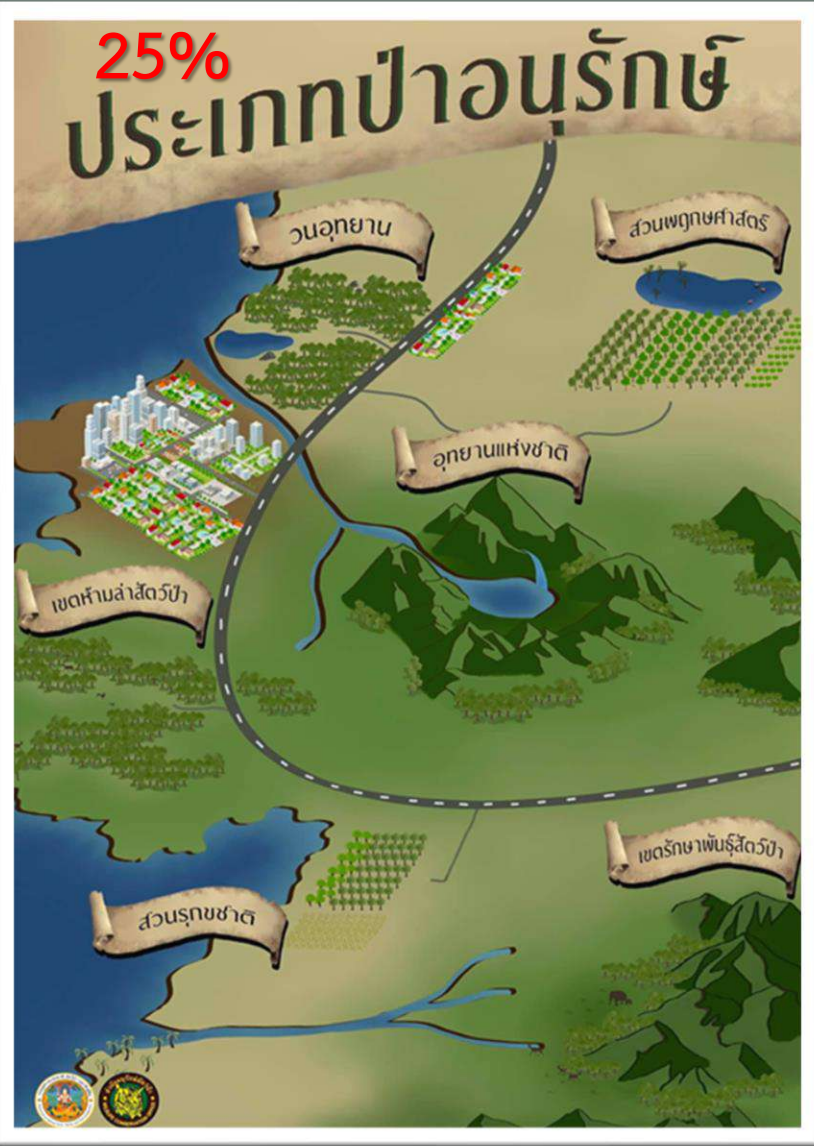 25%
ประเภทป่าอนุรักษ์
วนอุทยาน
สวนพฤกษศาสตร์
อุทยานแห่งชาติ
เขตห้ามล่าสัตว์ป่า
เขตรักษาพันธุ์สัตว์ป่า
สวนรุกขชาติ